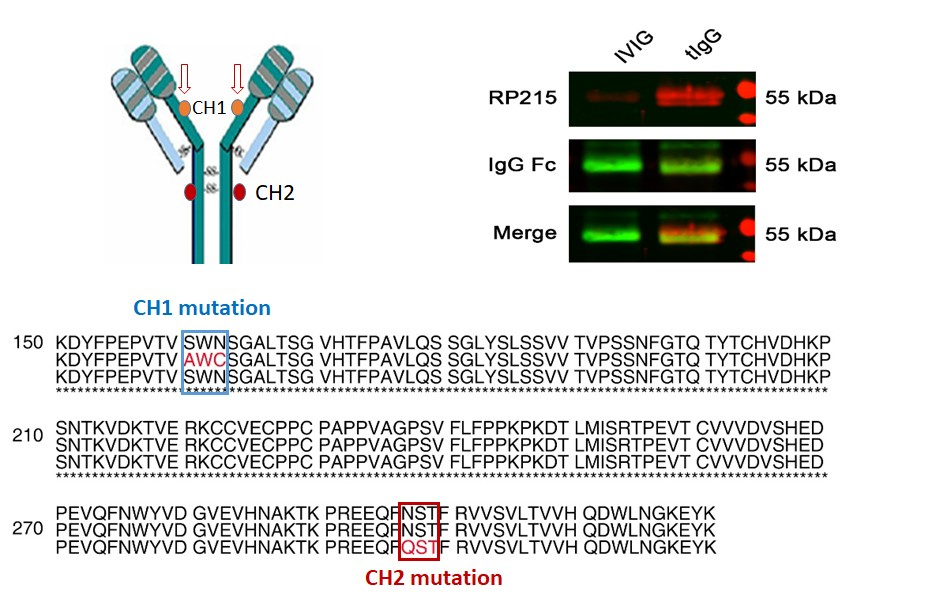 IVIG tIgG
CH1
RP215 55 kDa
CH2
IgG Fc 55 kDa
Merge 55 kDa
CH1 mutation
150 KDYFPEPVTV SWNSGALTSG VHTFPAVLQS SGLYSLSSVV TVPSSNFGTQ TYTCHVDHKP
KDYFPEPVTV AWCSGALTSG VHTFPAVLQS SGLYSLSSVV TVPSSNFGTQ TYTCHVDHKP
KDYFPEPVTV SWNSGALTSG VHTFPAVLQS SGLYSLSSVV TVPSSNFGTQ TYTCHVDHKP
210 SNTKVDKTVE RKCCVECPPC PAPPVAGPSV FLFPPKPKDT LMISRTPEVT CVVVDVSHED
SNTKVDKTVE RKCCVECPPC PAPPVAGPSV FLFPPKPKDT LMISRTPEVT CVVVDVSHED
SNTKVDKTVE RKCCVECPPC PAPPVAGPSV FLFPPKPKDT LMISRTPEVT CVVVDVSHED
PEVQFNWYVD GVEVHNAKTK PREEQFNSTF RVVSVLTVVH QDWLNGKEYK
270 PEVQFNWYVD GVEVHNAKTK PREEQFNSTF RVVSVLTVVH QDWLNGKEYK
PEVQFNWYVD GVEVHNAKTK PREEQFQSTF RVVSVLTVVH QDWLNGKEYK
CH2 mutation